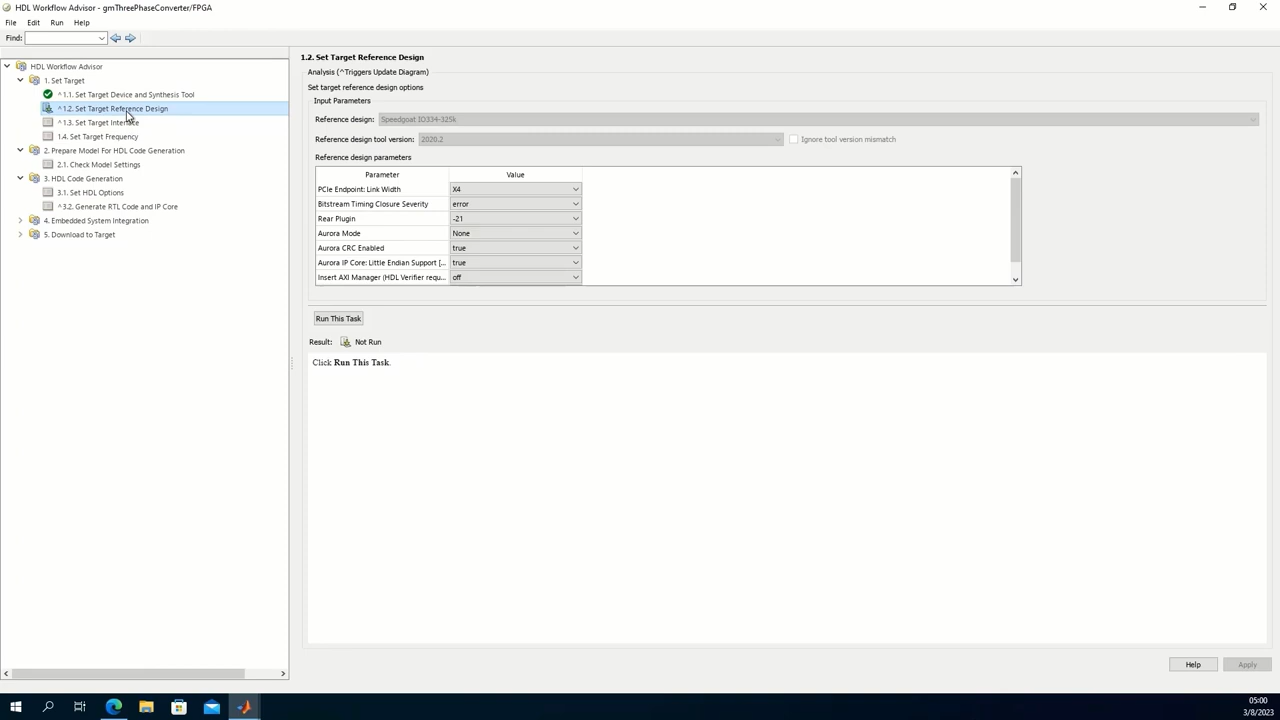 HDL Workflow Advisor - gmThreePhaseConverter/FPGA
File Edit Run Help
Find:
HDL Workflow Advisor
1. Set Target
^1.1. Set Target Device and Synthesis Tool
^1.2. Set Target Reference Design
^1.3. Set Target Interface
1.4. Set Target Frequency
2. Prepare Model For HDL Code Generation
2.1. Check Model Settings
3. HDL Code Generation
3.1. Set HDL Options
^3.2. Generate RTL Code and IP Core
4. Embedded System Integration
5. Download to Target
1.2. Set Target Reference Design
Analysis (^Triggers Update Diagram)
Set target reference design options
Input Parameters
Reference design: Speedgoat IO334-325k
Reference design tool version: 2020.2 Ignore tool version mismatch
Reference design parameters
Parameter Value
PCIe Endpoint: Link Width X4
Bitstream Timing Closure Severity error
Rear Plugin -21
Aurora Mode None
Aurora CRC Enabled true
Aurora IP Core: Little Endian Support [... true
Insert AXI Manager (HDL Verifier requ... off
Run This Task
Result: Not Run
Click Run This Task.
Help Apply
05:00
3/8/2023